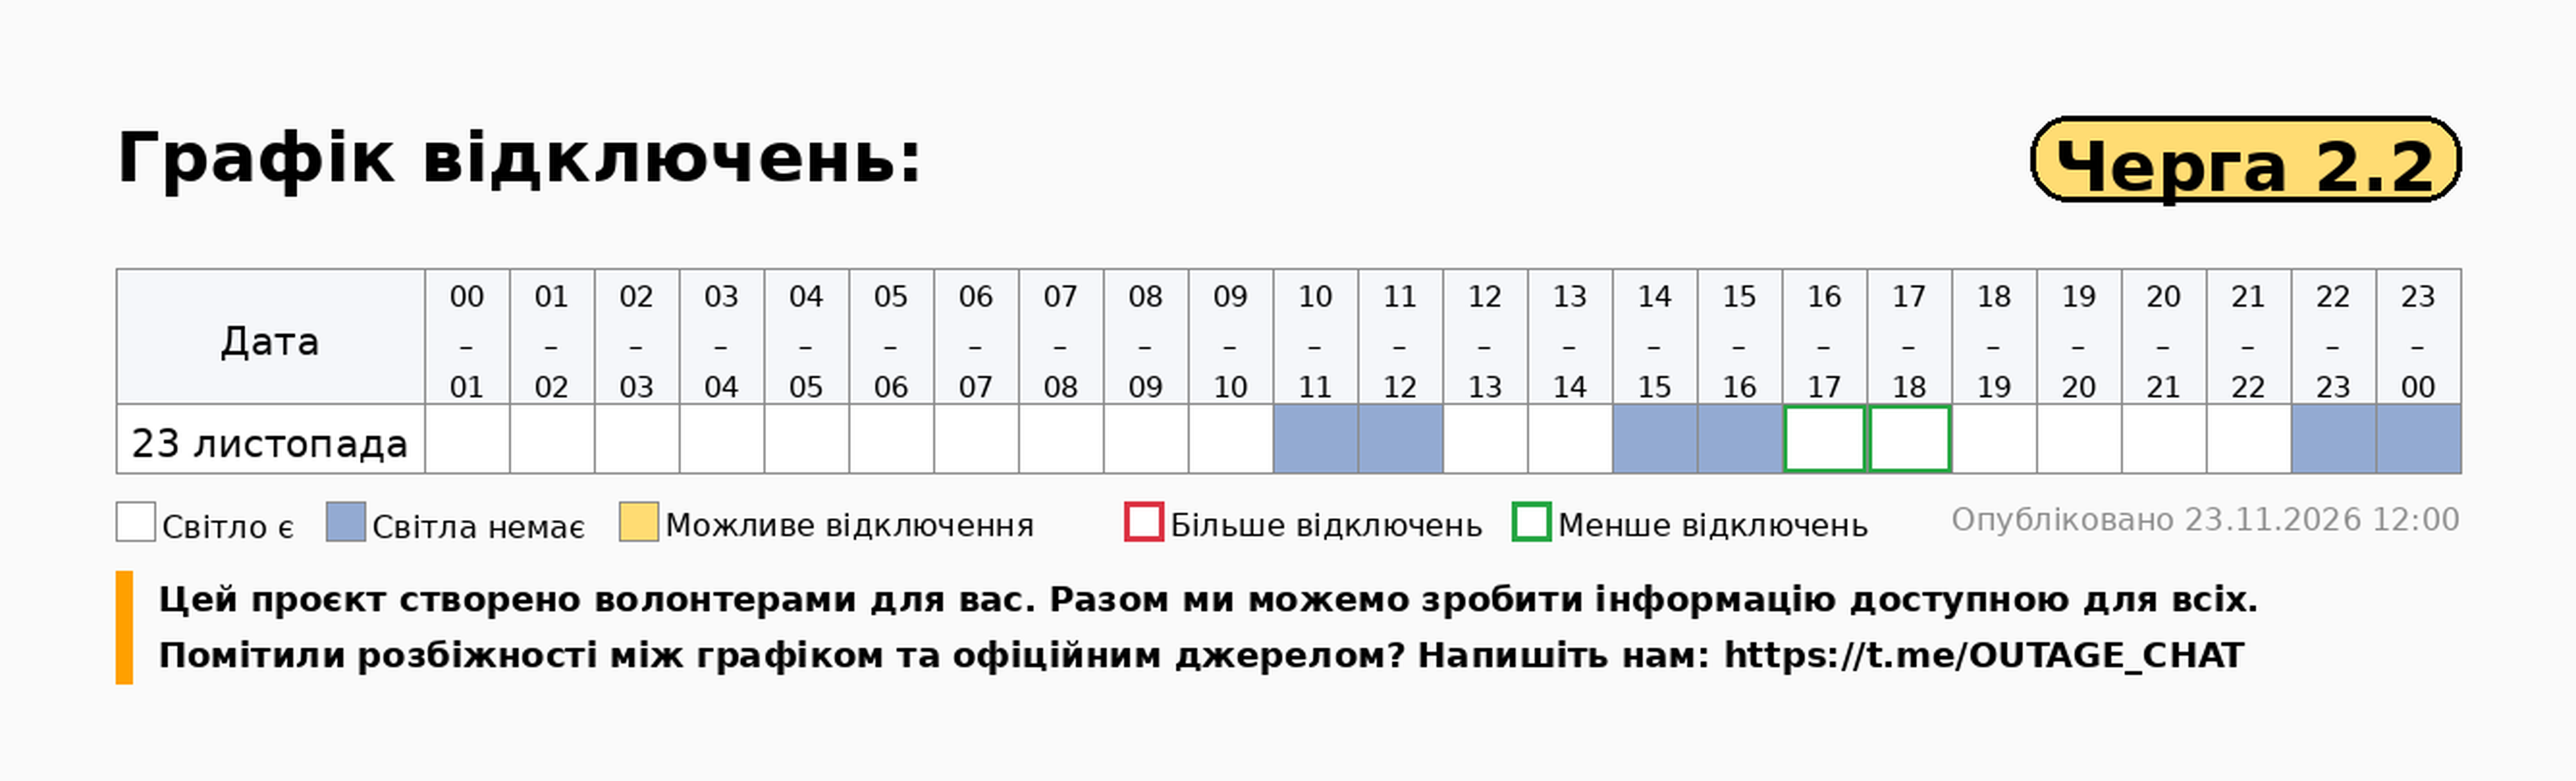 Графік відключень:
Черга 2.2
Дата 00 – 01 01 – 02 02 – 03 03 – 04 04 – 05 05 – 06 06 – 07 07 – 08 08 – 09 09 – 10 10 – 11 11 – 12 12 – 13 13 – 14 14 – 15 15 – 16 16 – 17 17 – 18 18 – 19 19 – 20 20 – 21 21 – 22 22 – 23 23 – 00
23 листопада
Світло є Світла немає Можливе відключення Більше відключень Менше відключень Опубліковано 23.11.2026 12:00
Цей проєкт створено волонтерами для вас. Разом ми можемо зробити інформацію доступною для всіх.
Помітили розбіжності між графіком та офіційним джерелом? Напишіть нам: https://t.me/OUTAGE_CHAT